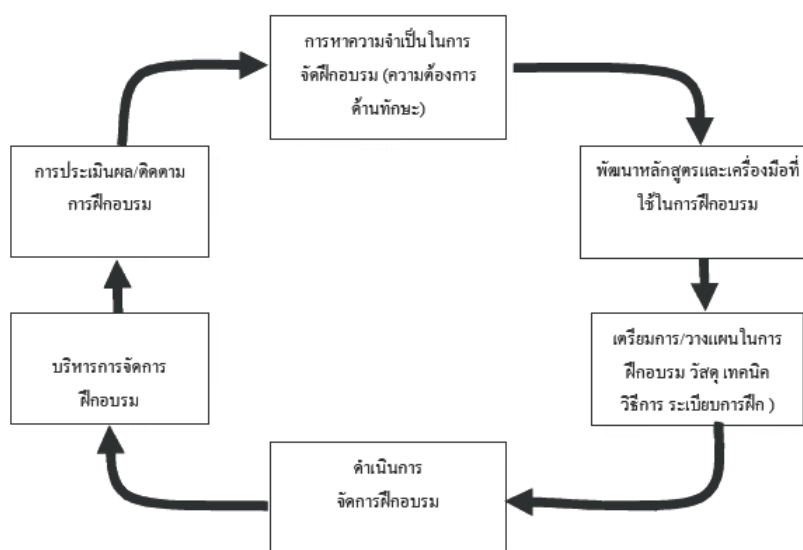 การหาความจำเป็นในการ
จัดฝึกอบรม (ความต้องการ
ด้านทักษะ)
พัฒนาหลักสูตรและเครื่องมือที่
ใช้ในการฝึกอบรม
เตรียมการ/วางแผนในการ
ฝึกอบรม วัสดุ เทคนิค
วิธีการ ระเบียบการฝึก )
ดำเนินการ
จัดการฝึกอบรม
บริหารการจัดการ
ฝึกอบรม
การประเมินผล/ติดตาม
การฝึกอบรม